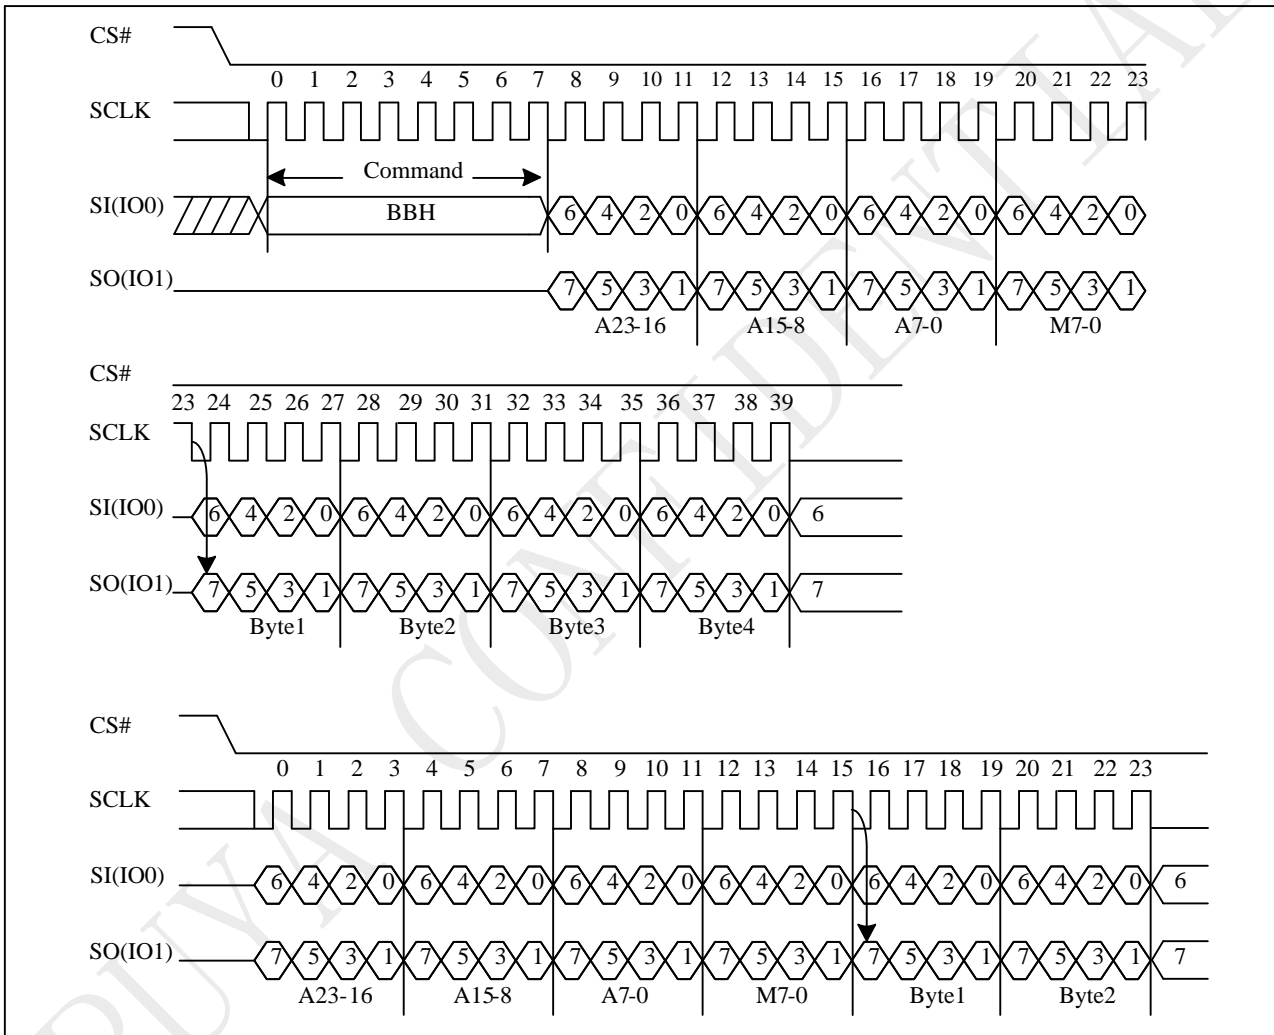 CS#
0 1 2 3 4 5 6 7 8 9 10 11 12 13 14 15 16 17 18 19 20 21 22 23
SCLK
Command
SI(IO0) BBH 6 4 2 0 6 4 2 0 6 4 2 0 6 4 2 0
SO(IO1) 7 5 3 1 7 5 3 1 7 5 3 1 7 5 3 1
A23-16 A15-8 A7-0 M7-0
CS#
23 24 25 26 27 28 29 30 31 32 33 34 35 36 37 38 39
SCLK
SI(IO0) 6 4 2 0 6 4 2 0 6 4 2 0 6 4 2 0 6
SO(IO1) 7 5 3 1 7 5 3 1 7 5 3 1 7 5 3 1 7
Byte1 Byte2 Byte3 Byte4
CS#
0 1 2 3 4 5 6 7 8 9 10 11 12 13 14 15 16 17 18 19 20 21 22 23
SCLK
SI(IO0) 6 4 2 0 6 4 2 0 6 4 2 0 6 4 2 0 6 4 2 0 6 4 2 0 6
SO(IO1) 7 5 3 1 7 5 3 1 7 5 3 1 7 5 3 1 7 5 3 1 7 5 3 1 7
A23-16 A15-8 A7-0 M7-0 Byte1 Byte2
PUYA CONFIDENTIAL